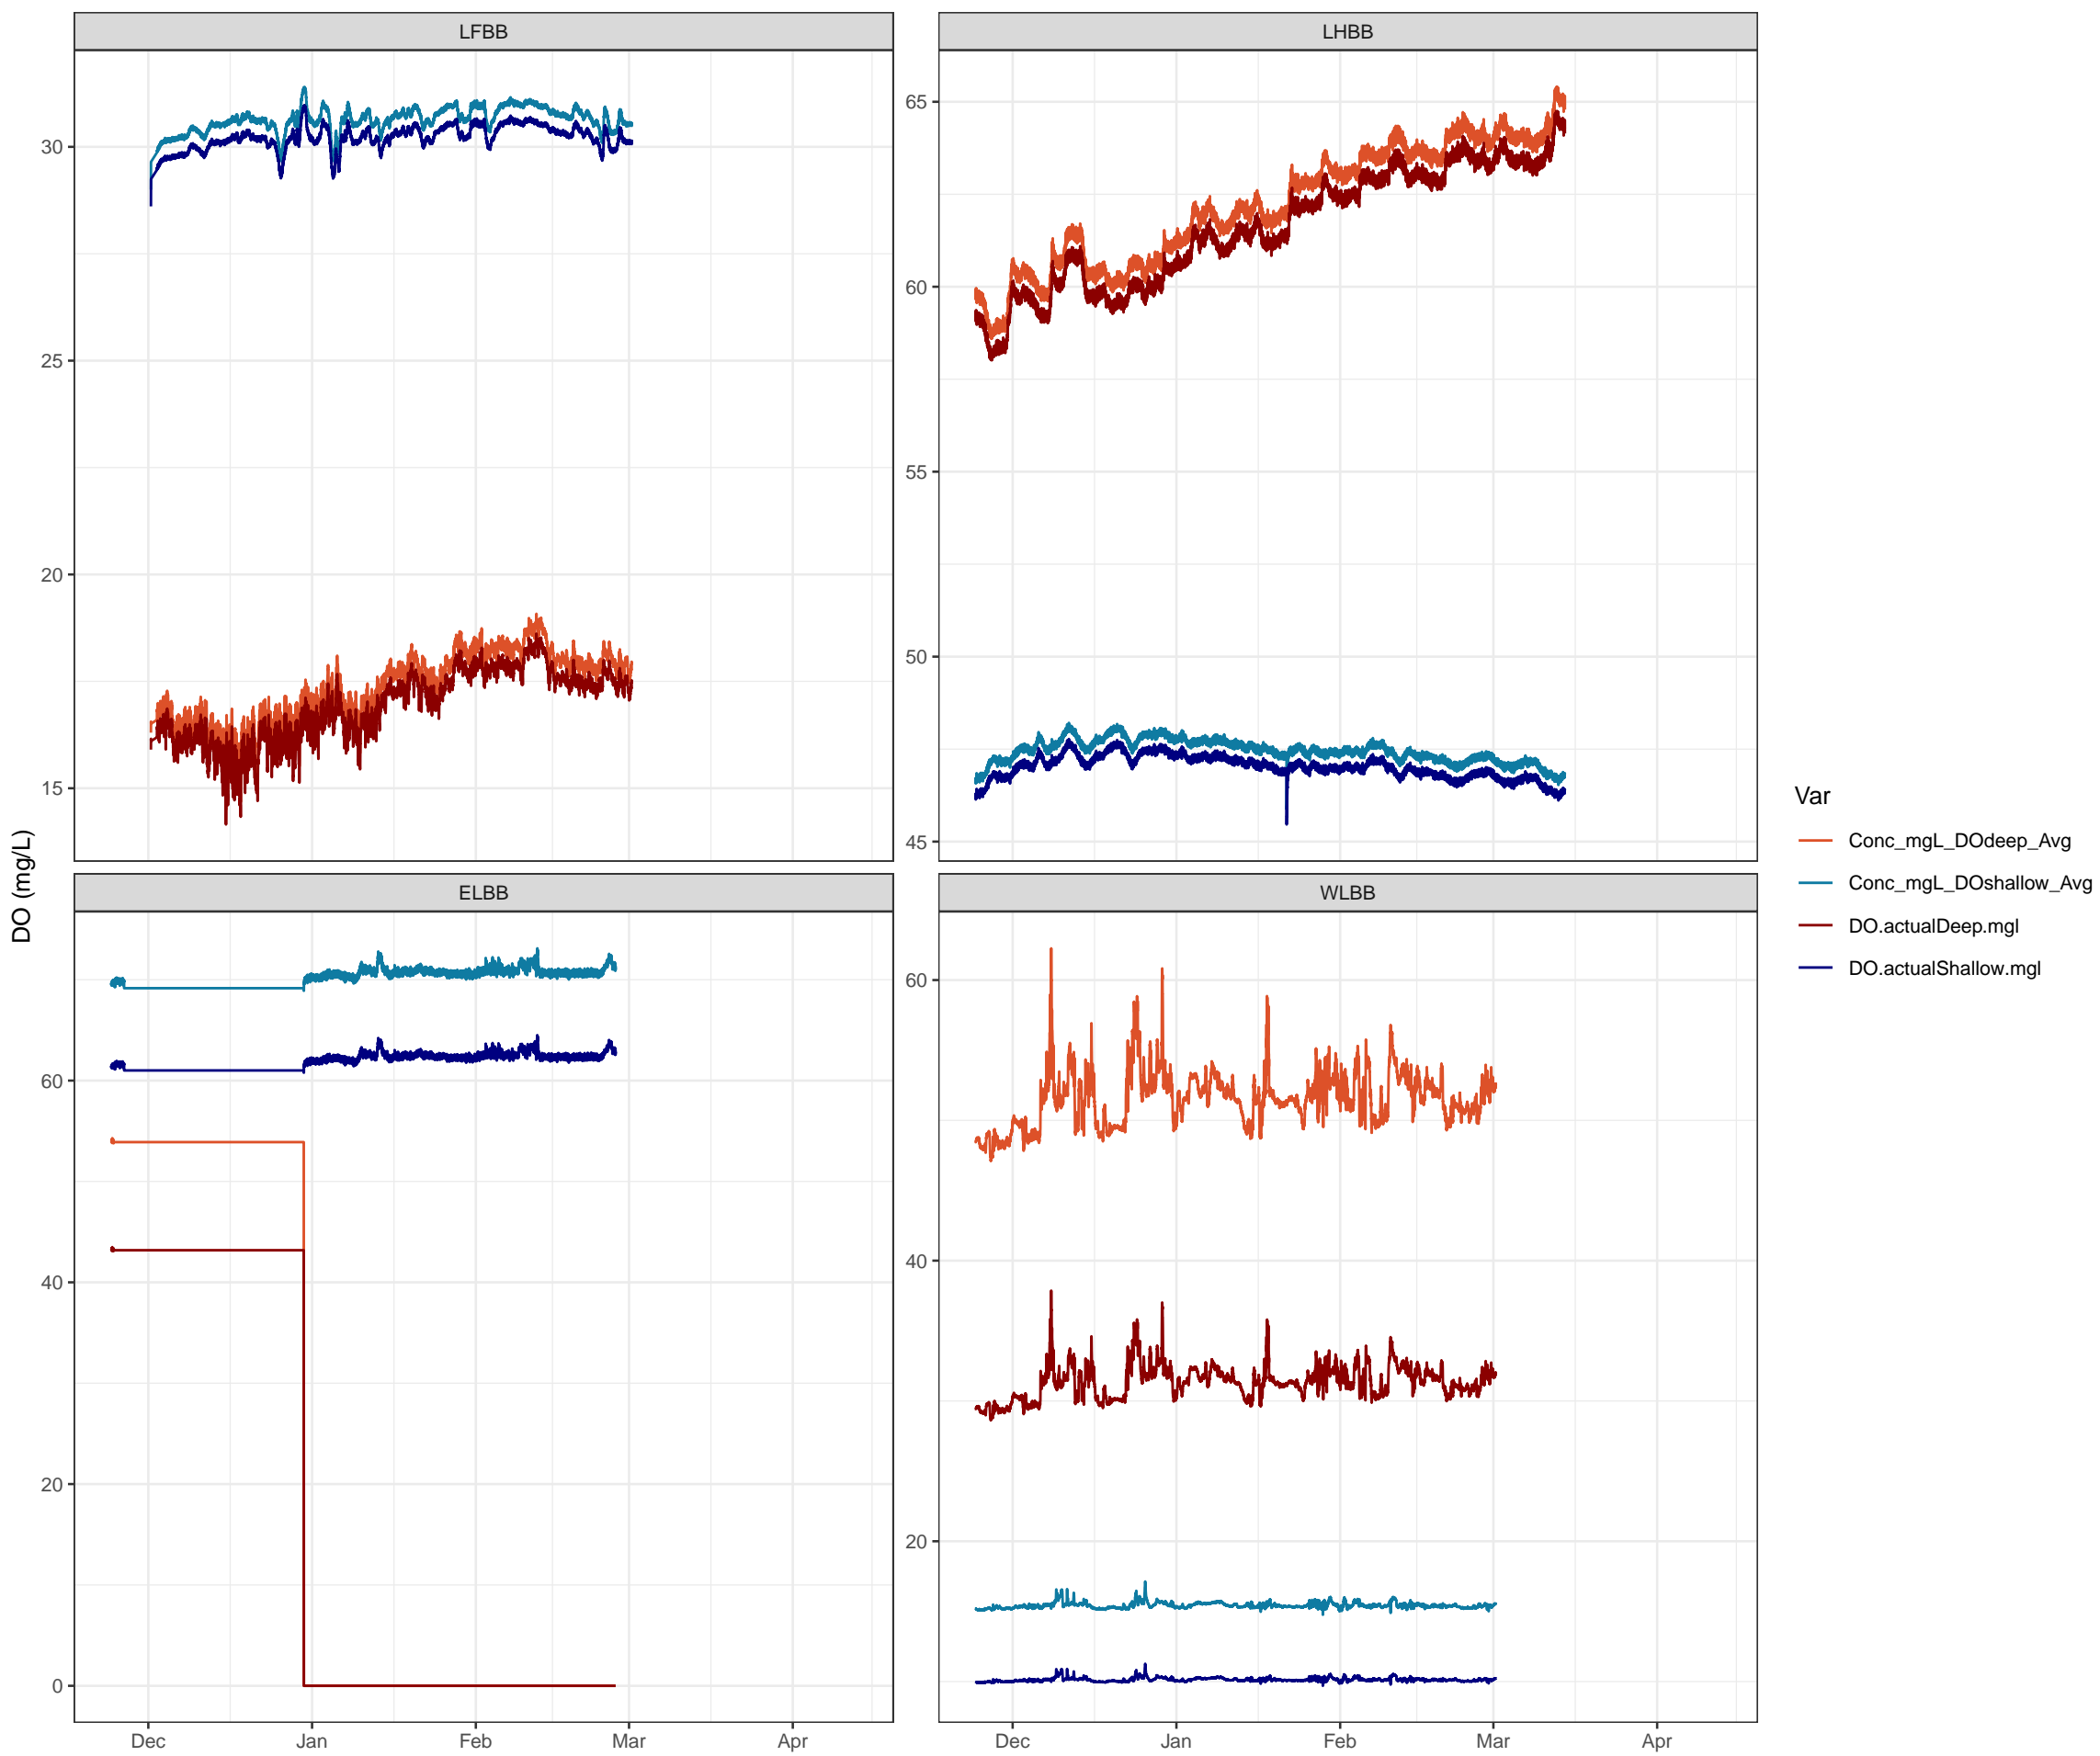 LFBB
LHBB
30
25
20
15
65
60
55
50
45
DO (mg/L)
ELBB
WLBB
60
40
20
0
60
40
20
Dec
Jan
Feb
Mar
Apr
Dec
Jan
Feb
Mar
Apr
Var
Conc_mgL_DOdeep_Avg
Conc_mgL_DOshallow_Avg
DO.actualDeep.mgl
DO.actualShallow.mgl